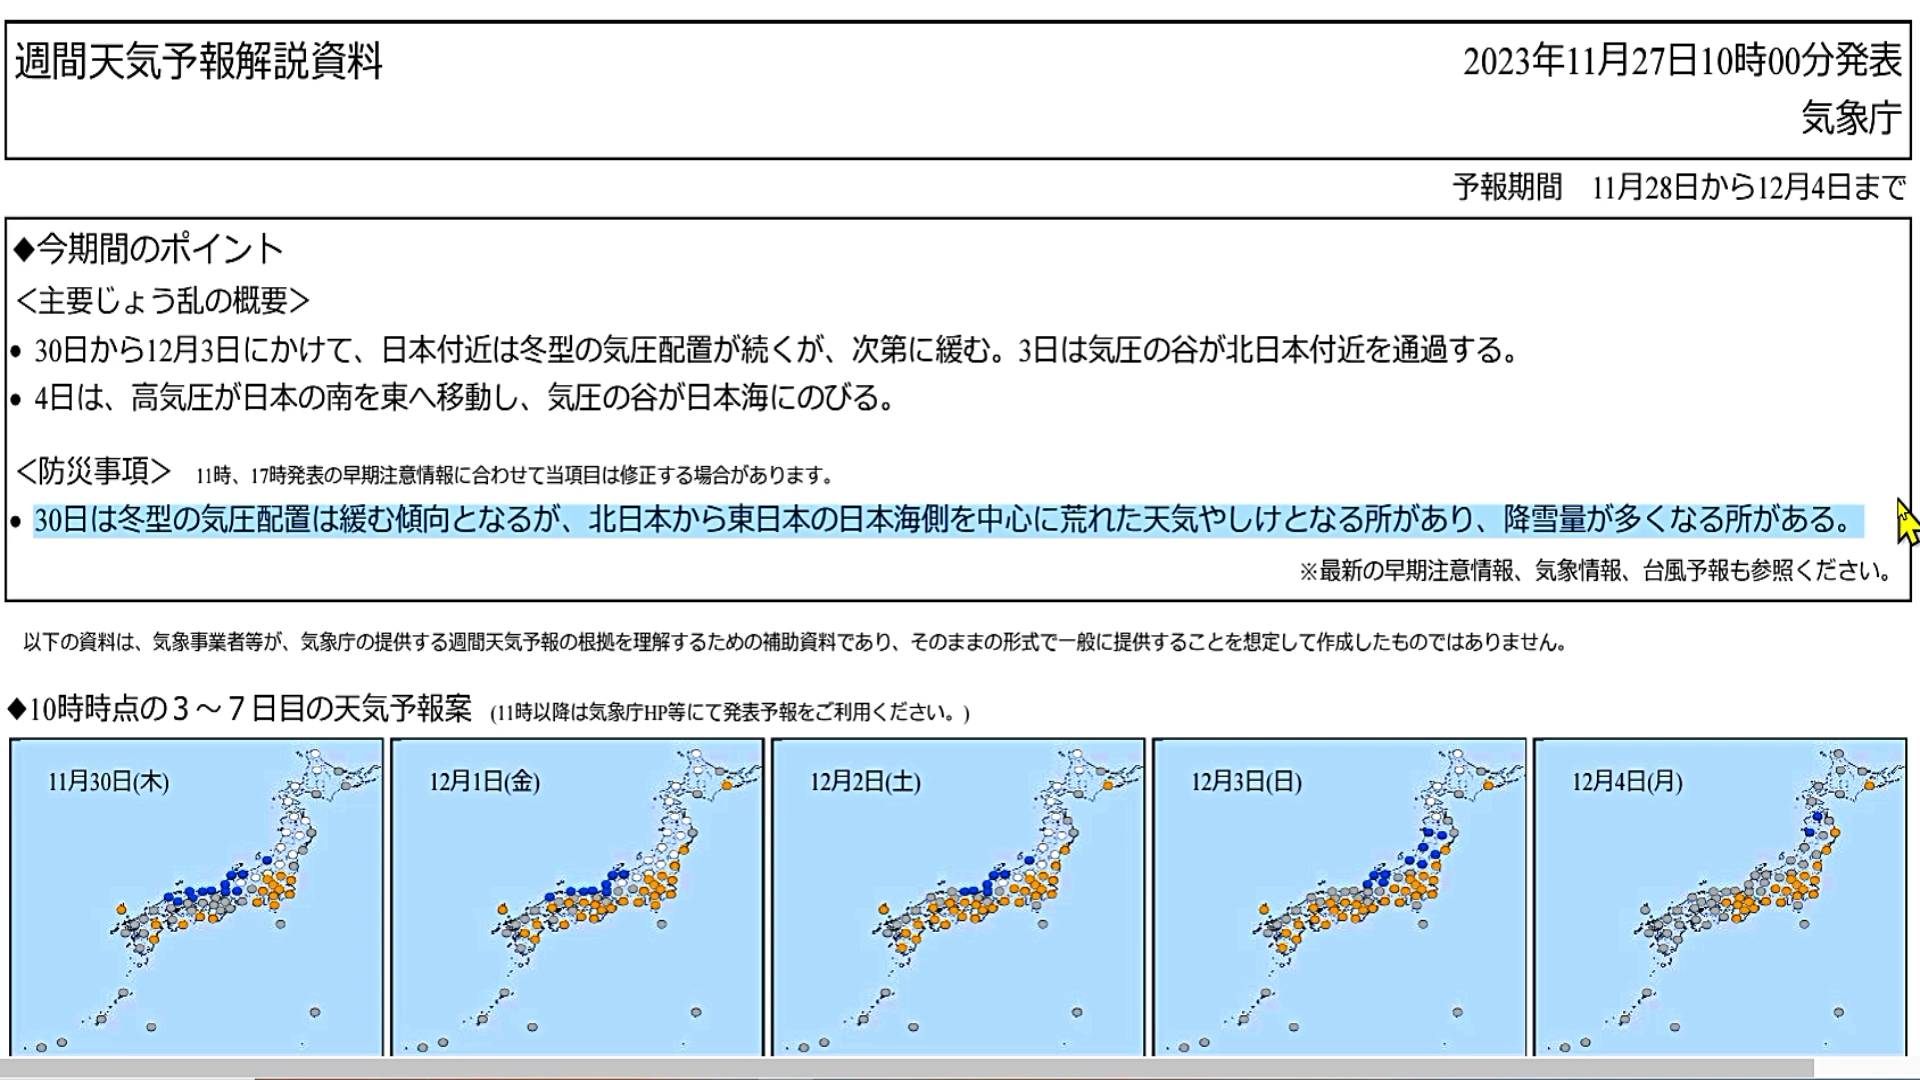 週間天気予報解説資料
2023年11月27日10時00分発表
気象庁
予報期間　11月28日から12月4日まで
◆今期間のポイント
＜主要じょう乱の概要＞
● 30日から12月3日にかけて、日本付近は冬型の気圧配置が続くが、次第に緩む。3日は気圧の谷が北日本付近を通過する。
● 4日は、高気圧が日本の南を東へ移動し、気圧の谷が日本海にのびる。
＜防災事項＞　11時、17時発表の早期注意情報に合わせて当項目は修正する場合があります。
● 30日は冬型の気圧配置は緩む傾向となるが、北日本から東日本の日本海側を中心に荒れた天気やしけとなる所があり、降雪量が多くなる所がある。
※最新の早期注意情報、気象情報、台風予報も参照ください。
以下の資料は、気象事業者等が、気象庁の提供する週間天気予報の根拠を理解するための補助資料であり、そのままの形式で一般に提供することを想定して作成したものではありません。
◆10時時点の３～７日目の天気予報案　(11時以降は気象庁HP等にて発表予報をご利用ください。)
11月30日(木)
12月1日(金)
12月2日(土)
12月3日(日)
12月4日(月)